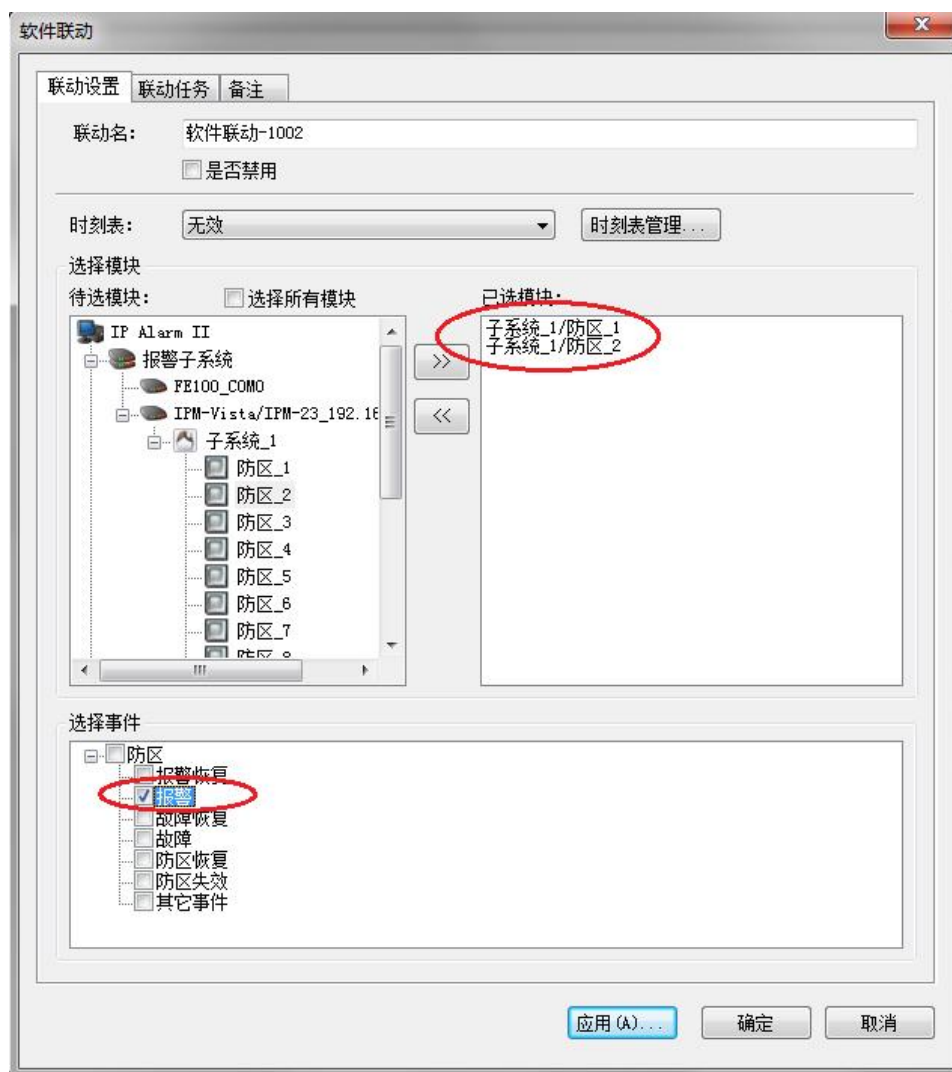 软件联动
联动设置 联动任务 备注
联动名: 软件联动-1002
是否禁用
时刻表: 无效 时刻表管理...
选择模块
待选模块: 选择所有模块 已选模块:
IP Alarm II
报警子系统
FE100_COM0
IPM-Vista/IPM-23_192.16
子系统_1
防区_1
防区_2
防区_3
防区_4
防区_5
防区_6
防区_7
>>
<<
子系统_1/防区_1
子系统_1/防区_2
选择事件
防区
报警恢复
报警
故障恢复
故障
防区恢复
防区失效
其它事件
应用(A)... 确定 取消